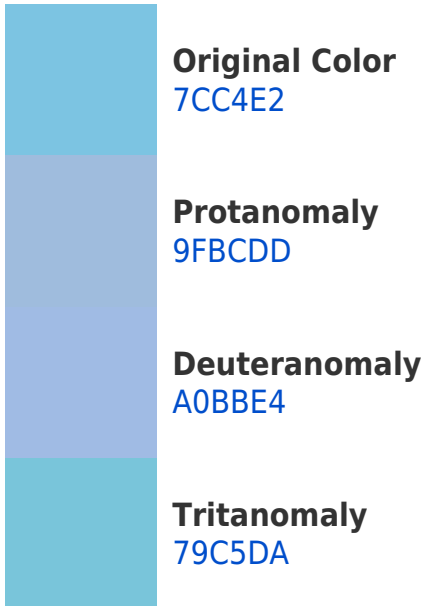 Original Color
7CC4E2
Protanomaly
9FBCDD
Deuteranomaly
A0BBE4
Tritanomaly
79C5DA